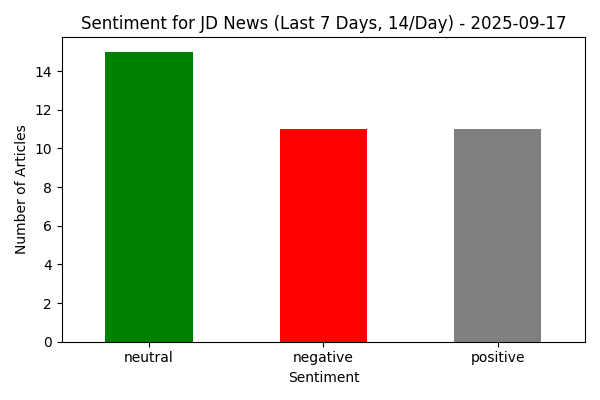 Sentiment for JD News (Last 7 Days, 14/Day) - 2025-09-17
Number of Articles
14
12
10
8
6
4
2
0
neutral
negative
positive
Sentiment